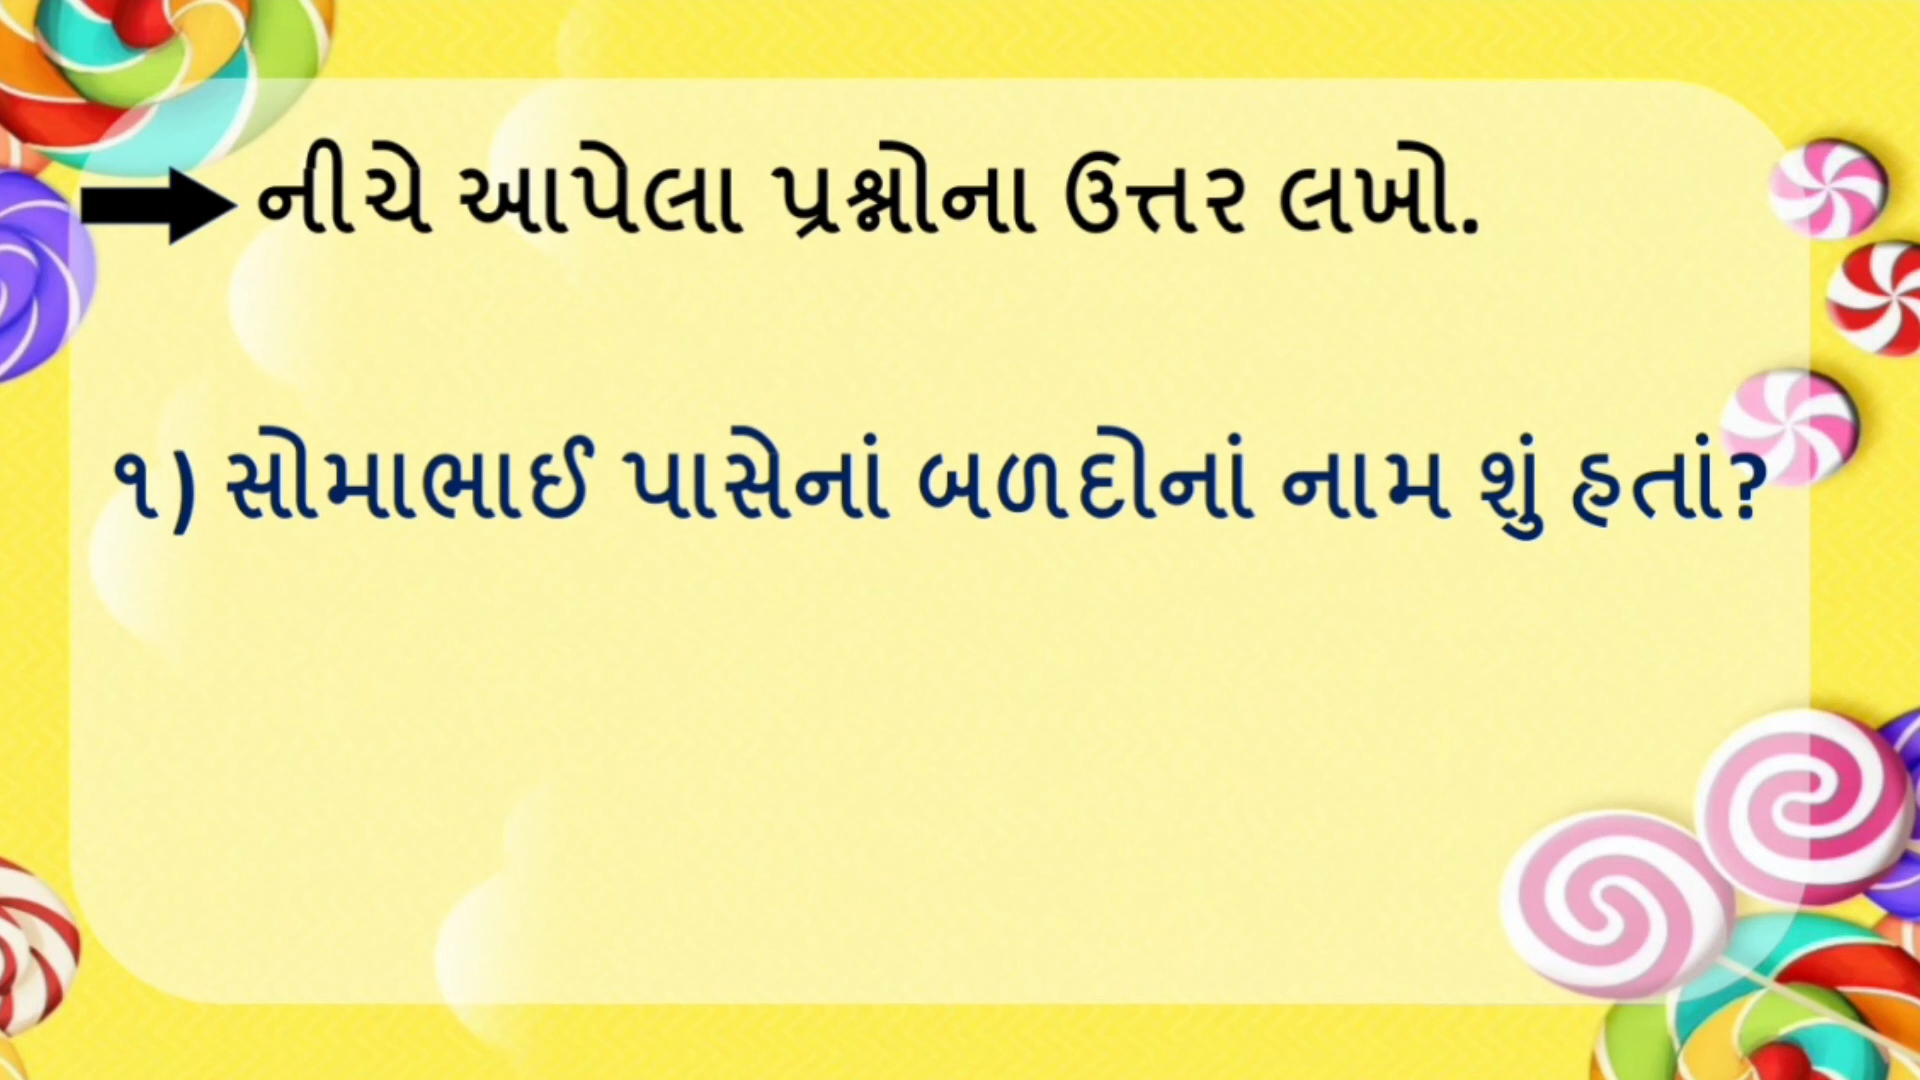 નીચે આપેલા પ્રશ્નોના ઉત્તર લખો.
૧) સોમાભાઈ પાસેનાં બળદોનાં નામ શું હતાં?